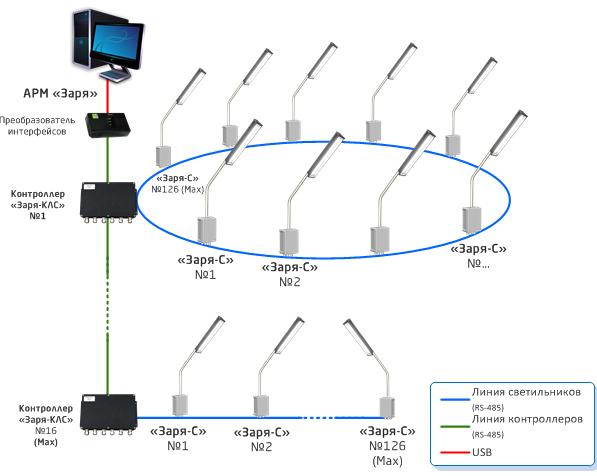 АРМ «Заря»
Преобразователь
интерфейсов
Контроллер
«Заря-КЛС»
№1
«Заря-С»
№126 (Max)
«Заря-С»
№1
«Заря-С»
№2
«Заря-С»
№...
Контроллер
«Заря-КЛС»
№16
(Max)
«Заря-С»
№1
«Заря-С»
№2
«Заря-С»
№126
(Max)
Линия светильников
(RS-485)
Линия контроллеров
(RS-485)
USB